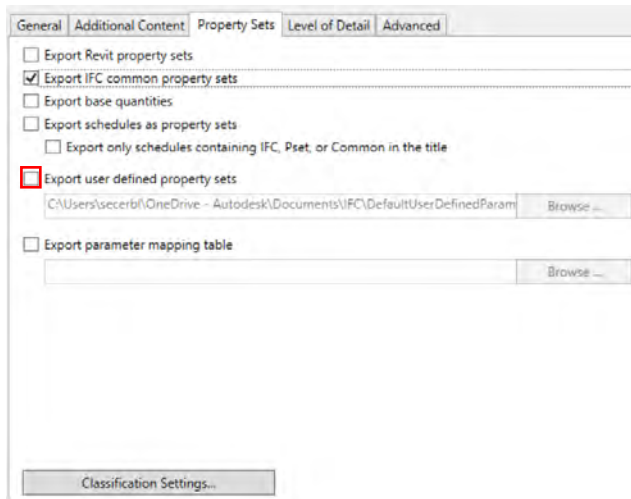 General Additional Content Property Sets Level of Detail Advanced
Export Revit property sets
Export IFC common property sets
Export base quantities
Export schedules as property sets
Export only schedules containing IFC, Pset, or Common in the title
Export user defined property sets
C:\Users\secerbf\OneDrive - Autodesk\Documents\IFC\DefaultUserDefinedParam Browse ...
Export parameter mapping table
Browse ...
Classification Settings...